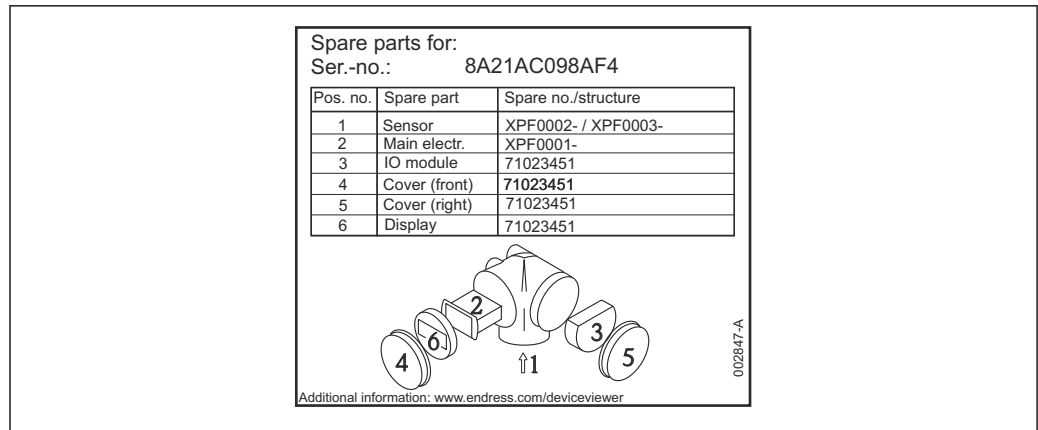 Spare parts for:
Ser.-no.: 8A21AC098AF4
Pos. no. Spare part Spare no./structure
1 Sensor XPF0002- / XPF0003-
2 Main electr. XPF0001-
3 IO module 71023451
4 Cover (front) 71023451
5 Cover (right) 71023451
6 Display 71023451
2
6
3
4
1
5
002847-A
Additional information: www.endress.com/deviceviewer